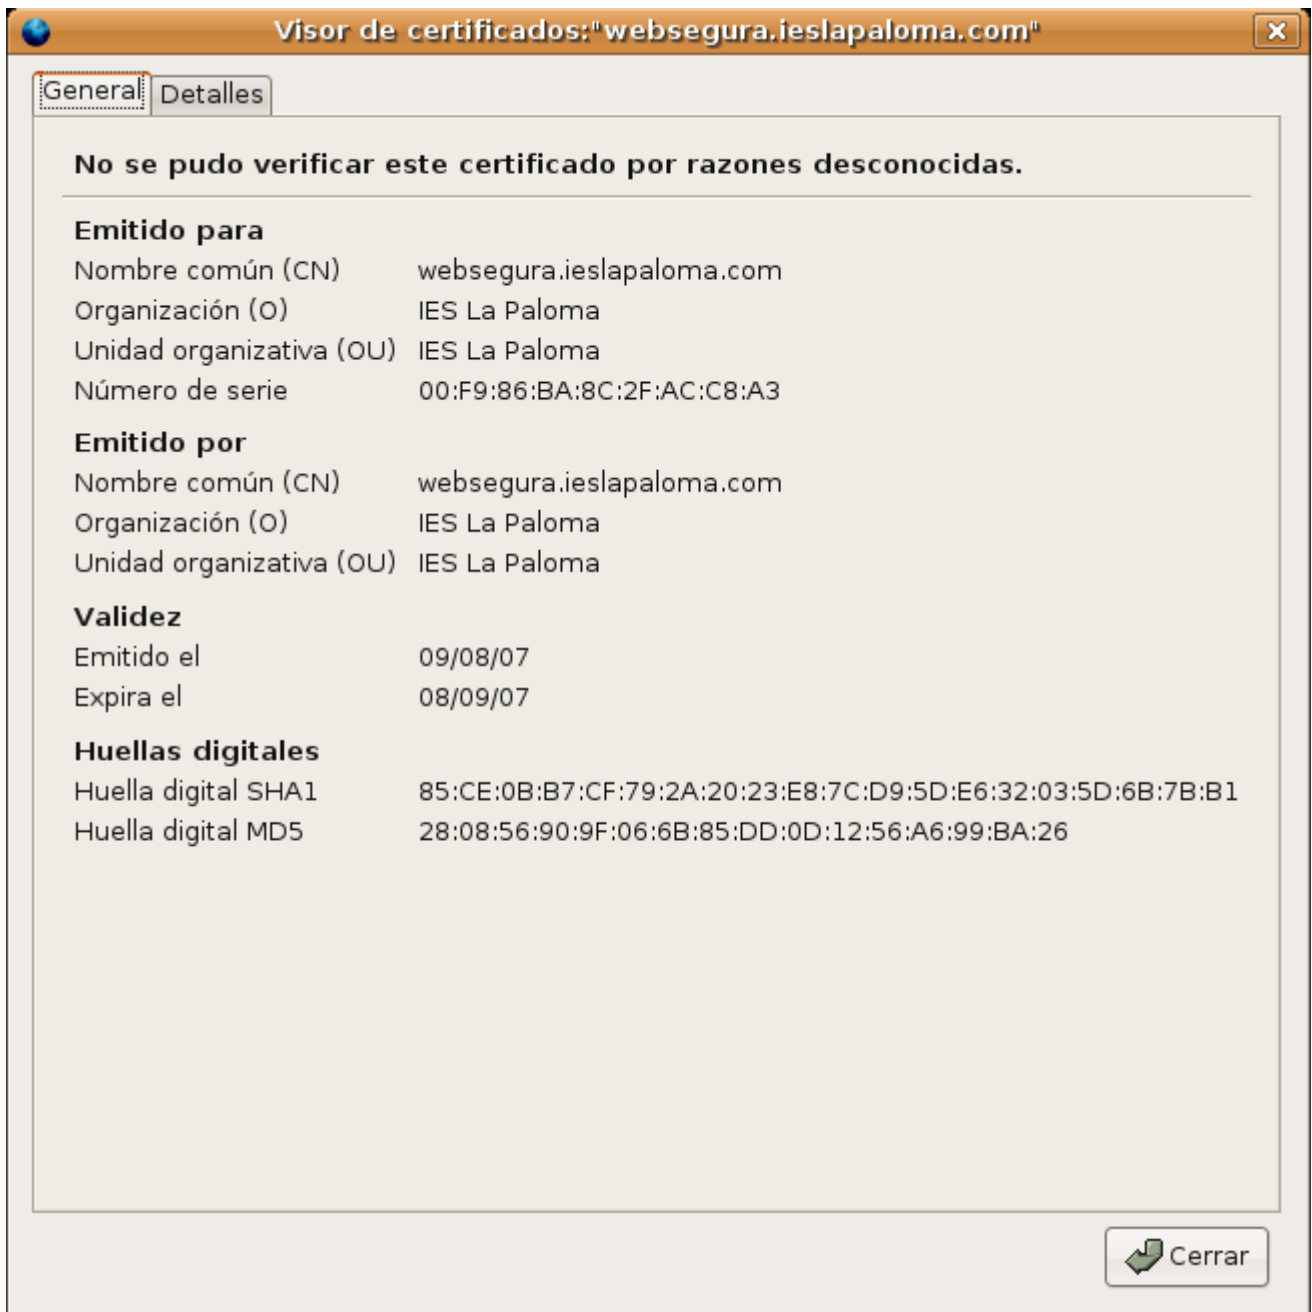 Visor de certificados:"websegura.ieslapaloma.com"
General Detalles
No se pudo verificar este certificado por razones desconocidas.
Emitido para
Nombre común (CN) websegura.ieslapaloma.com
Organización (O) IES La Paloma
Unidad organizativa (OU) IES La Paloma
Número de serie 00:F9:86:BA:8C:2F:AC:C8:A3
Emitido por
Nombre común (CN) websegura.ieslapaloma.com
Organización (O) IES La Paloma
Unidad organizativa (OU) IES La Paloma
Validez
Emitido el 09/08/07
Expira el 08/09/07
Huellas digitales
Huella digital SHA1 85:CE:0B:B7:CF:79:2A:20:23:E8:7C:D9:5D:E6:32:03:5D:6B:7B:B1
Huella digital MD5 28:08:56:90:9F:06:6B:85:DD:0D:12:56:A6:99:BA:26
Cerrar